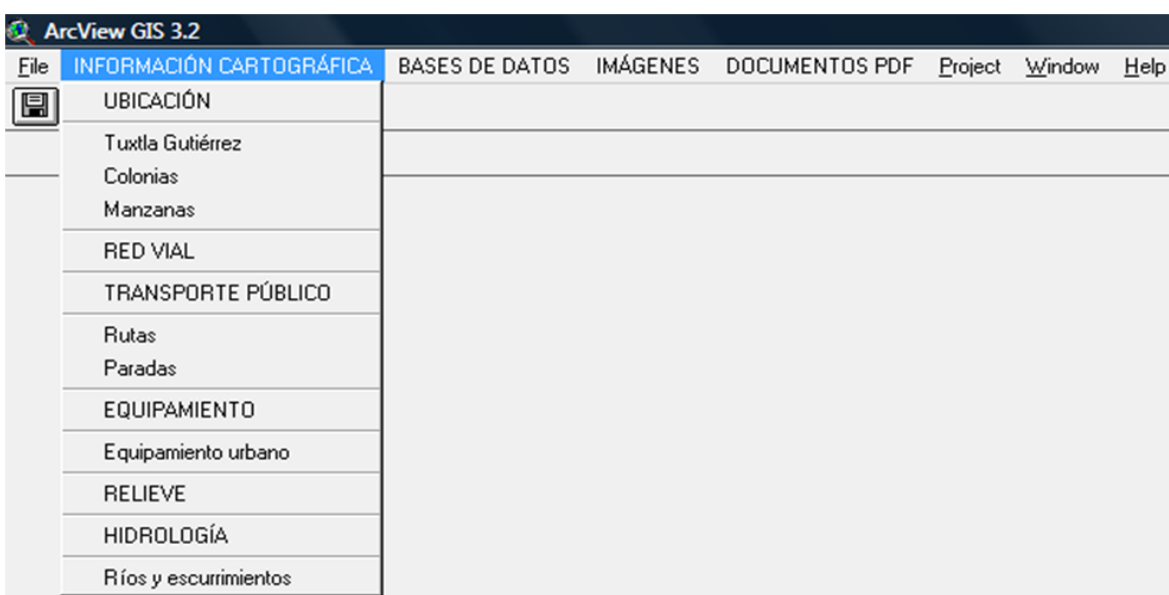 ArcView GIS 3.2
File INFORMACIÓN CARTOGRÁFICA BASES DE DATOS IMÁGENES DOCUMENTOS PDF Project Window Help
UBICACIÓN
Tuxtla Gutiérrez
Colonias
Manzanas
RED VIAL
TRANSPORTE PÚBLICO
Rutas
Paradas
EQUIPAMIENTO
Equipamiento urbano
RELIEVE
HIDROLOGÍA
Ríos y escurrimientos